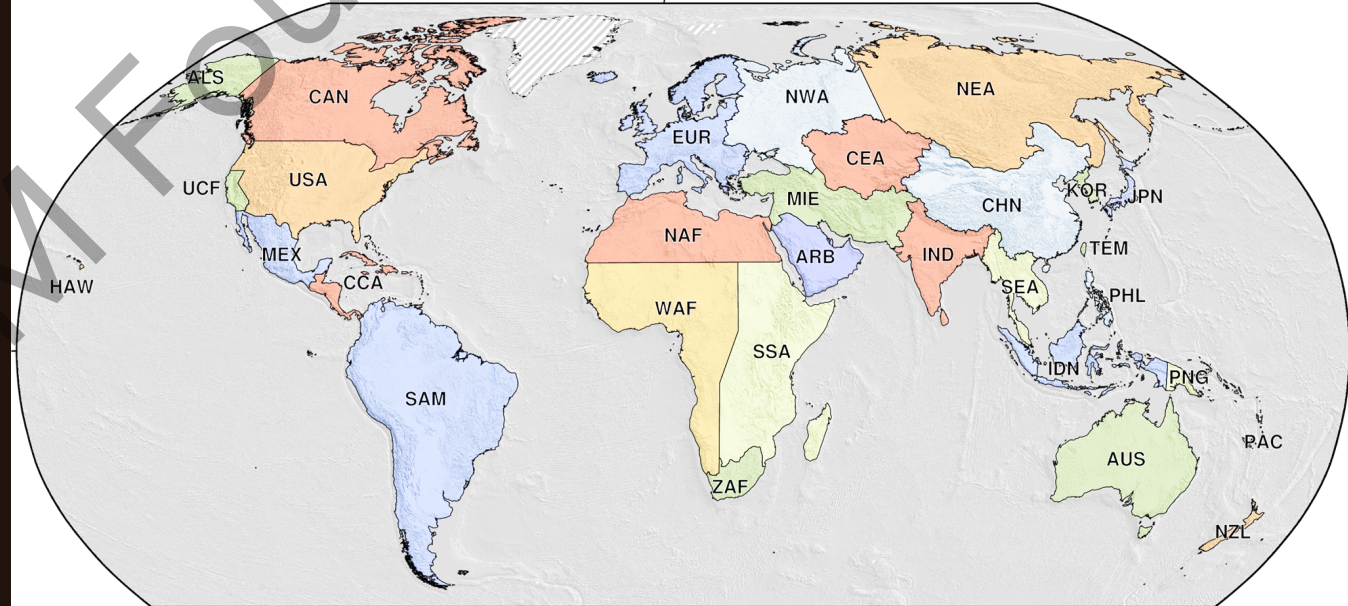 M Fou
ALS
CAN
NWA
NEA
EUR
CEA
USA
UCF
MIE
KOR
JPN
CHN
NAF
MEX
ARB
IND
TEM
CCA
HAW
SEA
PHL
WAF
SSA
IDN
PNG
SAM
PAC
AUS
ZAF
NZL